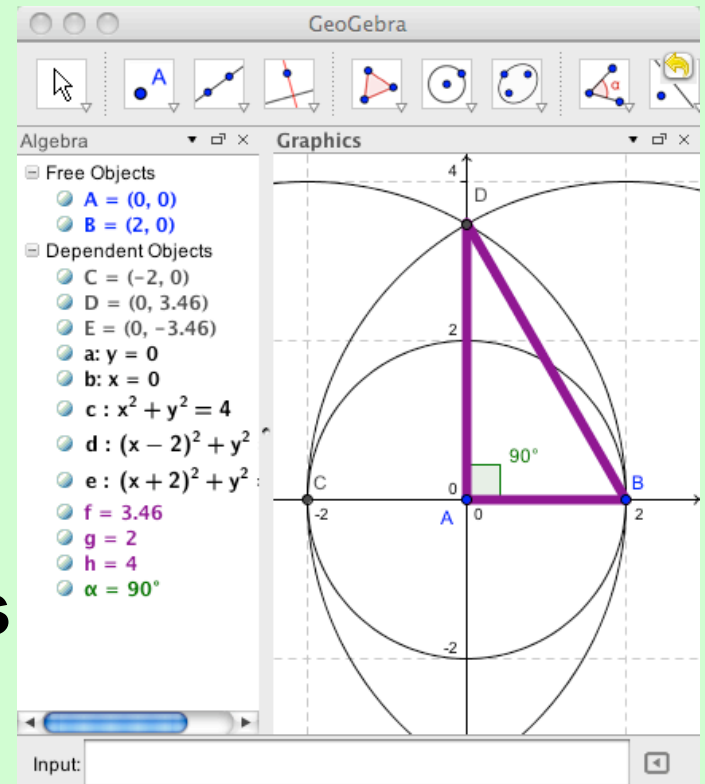 GeoGebra
A
α
Algebra
Graphics
Free Objects
A = (0, 0)
B = (2, 0)
Dependent Objects
C = (−2, 0)
D = (0, 3.46)
E = (0, −3.46)
a: y = 0
b: x = 0
c : x² + y² = 4
d : (x − 2)² + y²
e : (x + 2)² + y²
f = 3.46
g = 2
h = 4
α = 90°
4
D
2
90°
C
0
B
-2
A
0
2
-2
s
Input: